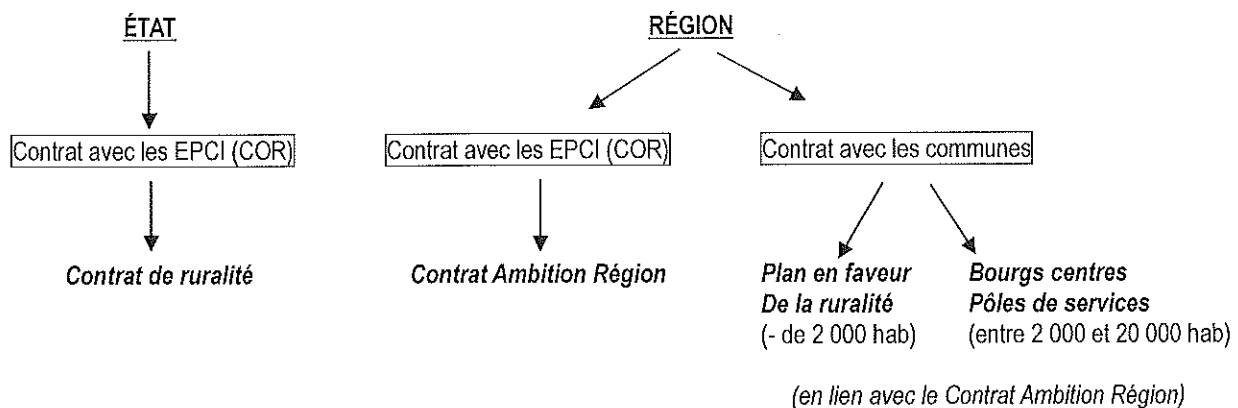 ÉTAT
RÉGION
Contrat avec les EPCI (COR)
Contrat avec les EPCI (COR)
Contrat avec les communes
Contrat de ruralité
Contrat Ambition Région
Plan en faveur
De la ruralité
(- de 2 000 hab)
Bourgs centres
Pôles de services
(entre 2 000 et 20 000 hab)
(en lien avec le Contrat Ambition Région)